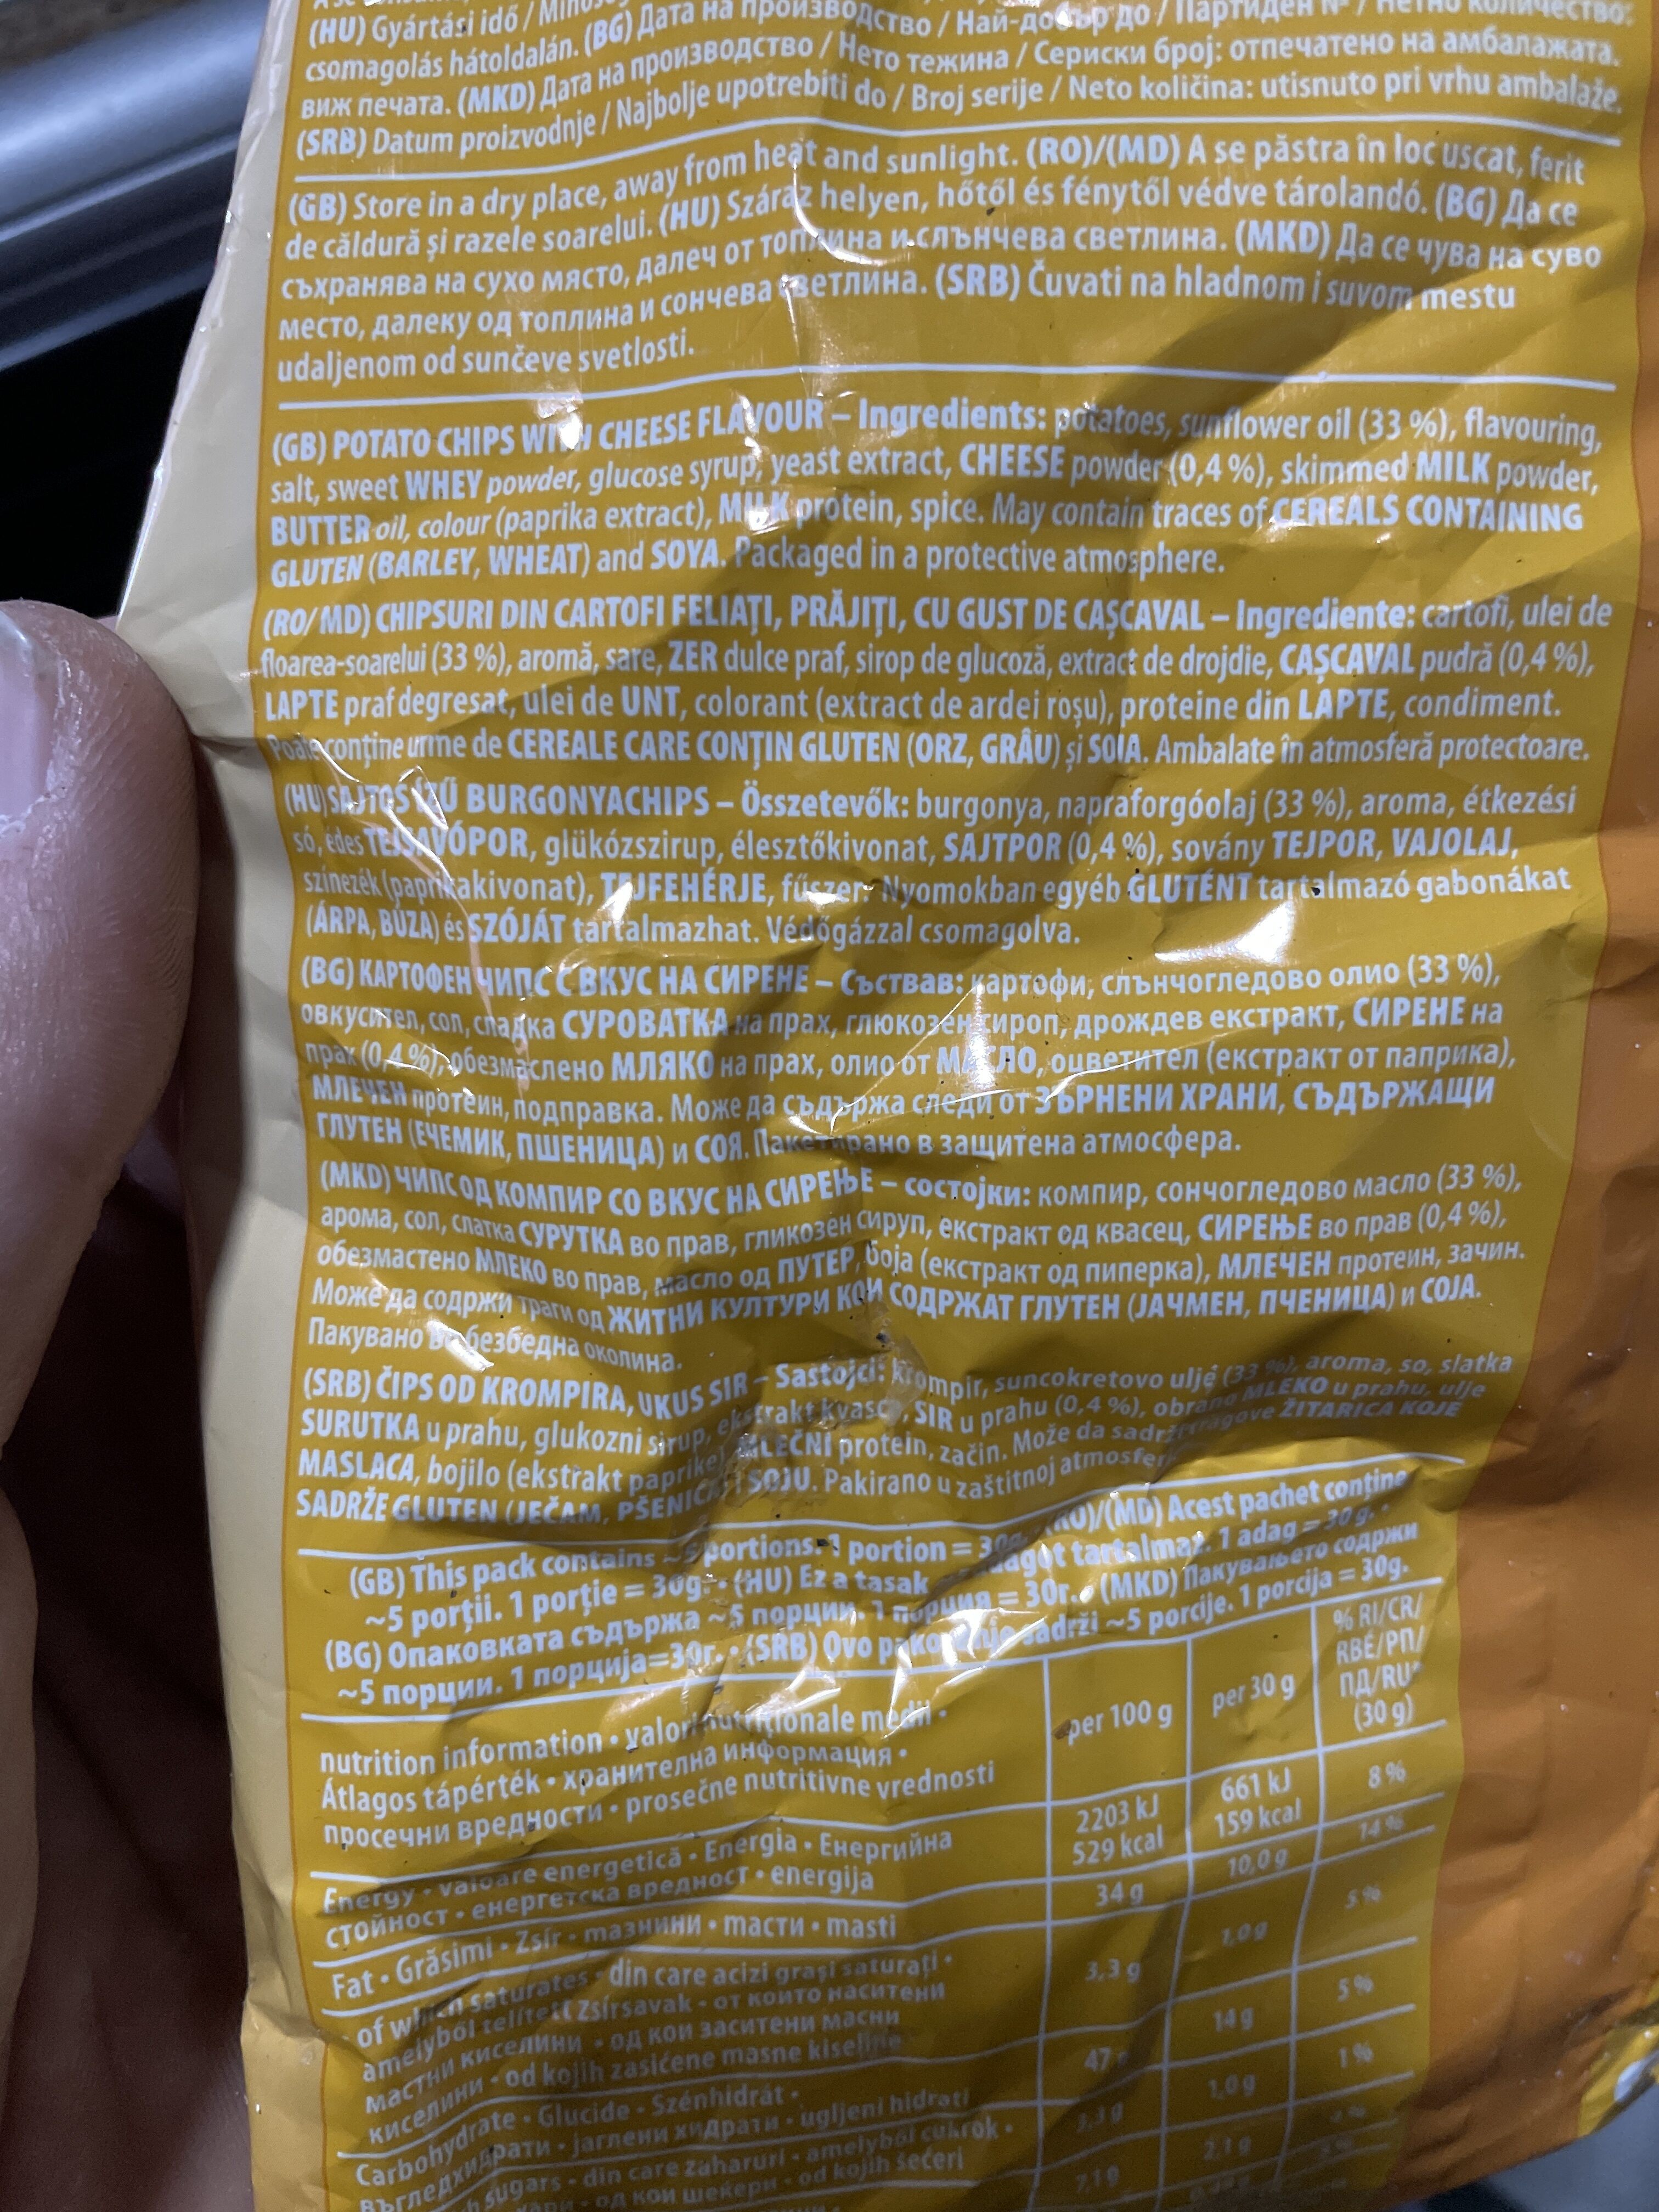 (HU) Gyártási idő /
csomagolás hátoldalán. (BG) Дата на производство / Най-добър до / Партиден № / Нетно количество:
виж печата. (MKD) Дата на производство / Нето тежина / Сериски број: отпечатено на амбалажата.
(SRB) Datum proizvodnje / Najbolje upotrebiti do / Broj serije / Neto količina: utisnuto pri vrhu ambalaže.
(GB) Store in a dry place, away from heat and sunlight. (RO)/(MD) A se păstra în loc uscat, ferit
de căldură și razele soarelui. (HU) Száraz helyen, hőtől és fénytől védve tárolandó. (BG) Да се
съхранява на сухо място, далеч от топлина и слънчева светлина. (MKD) Да се чува на суво
место, далеку од топлина и сончева светлина. (SRB) Čuvati na hladnom i suvom mestu
udaljenom od sunčeve svetlosti.
(GB) POTATO CHIPS WITH CHEESE FLAVOUR – Ingredients: potatoes, sunflower oil (33 %), flavouring,
salt, sweet WHEY powder, glucose syrup, yeast extract, CHEESE powder (0,4 %), skimmed MILK powder,
BUTTER oil, colour (paprika extract), MILK protein, spice. May contain traces of CEREALS CONTAINING
GLUTEN (BARLEY, WHEAT) and SOYA. Packaged in a protective atmosphere.
(RO/MD) CHIPSURI DIN CARTOFI FELIAȚI, PRĂJIȚI, CU GUST DE CAȘCAVAL – Ingrediente: cartofi, ulei de
floarea-soarelui (33 %), aromă, sare, ZER dulce praf, sirop de glucoză, extract de drojdie, CAȘCAVAL pudră (0,4 %),
LAPTE praf degresat, ulei de UNT, colorant (extract de ardei roșu), proteine din LAPTE, condiment.
Poate conține urme de CEREALE CARE CONȚIN GLUTEN (ORZ, GRÂU) și SOIA. Ambalate în atmosferă protectoare.
(HU) SAJTOS ÍZŰ BURGONYACHIPS – Összetevők: burgonya, napraforgóolaj (33 %), aroma, étkezési
só, édes TEJSAVÓPOR, glükózszirup, élesztőkivonat, SAJTPOR (0,4 %), sovány TEJPOR, VAJOLAJ,
színezék (paprikakivonat), TEJFEHÉRJE, fűszer. Nyomokban egyéb GLUTÉNT tartalmazó gabonákat
(ÁRPA, BÚZA) és SZÓJÁT tartalmazhat. Védőgázzal csomagolva.
(BG) КАРТОФЕН ЧИПС С ВКУС НА СИРЕНЕ – Съствав: картофи, слънчогледово олио (33 %),
овкусител, сол, сладка СУРОВАТКА на прах, глюкозен сироп, дрождев екстракт, СИРЕНЕ на
прах (0,4 %), обезмаслено МЛЯКО на прах, олио от МАСЛО, оцветител (екстракт от паприка),
МЛЕЧЕН протеин, подправка. Може да съдържа следи от ЗЪРНЕНИ ХРАНИ, СЪДЪРЖАЩИ
ГЛУТЕН (ЕЧЕМИК, ПШЕНИЦА) и СОЯ. Пакетирано в защитена атмосфера.
(MKD) ЧИПС ОД КОМПИР СО ВКУС НА СИРЕЊЕ – состојки: компир, сончогледово масло (33 %),
арома, сол, слатка СУРУТКА во прав, гликозен сируп, екстракт од квасец, СИРЕЊЕ во прав (0,4 %),
обезмастено МЛЕКО во прав, масло од ПУТЕР, боја (екстракт од пиперка), МЛЕЧЕН протеин, зачин.
Може да содржи траги од ЖИТНИ КУЛТУРИ КОИ СОДРЖАТ ГЛУТЕН (ЈАЧМЕН, ПЧЕНИЦА) и СОЈА.
Пакувано во безбедна околина.
(SRB) ČIPS OD KROMPIRA, UKUS SIR – Sastojci: krompir, suncokretovo ulje (33 %), aroma, so, slatka
SURUTKA u prahu, glukozni sirup, ekstrakt kvasca, SIR u prahu (0,4 %), obrano MLEKO u prahu, ulje
MASLACA, bojilo (ekstrakt paprike), MLEČNI protein, začin. Može da sadrži tragove ŽITARICA KOJE
SADRŽE GLUTEN (JEČAM, PŠENICA) i SOJU. Pakirano u zaštitnoj atmosferi.
(GB) This pack contains ~5 portions. 1 portion = 30g. (RO)/(MD) Acest pachet conține
~5 porții. 1 porție = 30g. • (HU) Ez a tasak adagot tartalmaz. 1 adag = 30 g. •
(BG) Опаковката съдържа ~5 порции. 1 порция = 30г. • (MKD) Пакувањето содржи
~5 порции. 1 порција=30г. • (SRB) Ovo pakovanje sadrži ~5 porcije. 1 porcija = 30g.
nutrition information • valori nutriționale medii •
Átlagos tápérték • хранителна информация •
просечни вредности • prosečne nutritivne vrednosti
per 100 g
per 30 g
% RI/CR/
RBÉ/РП/
ПД/RU*
(30 g)
Energy • valoare energetică • Energia • Енергийна
стойност • енергетска вредност • energija
2203 kJ
529 kcal
661 kJ
159 kcal
8 %
Fat • Grăsimi • Zsír • мазнини • масти • masti
34 g
10,0 g
14 %
of which saturates • din care acizi grași saturați •
amelyből telített zsírsavak • от които наситени
мастни киселини • од кои заситени масни
киселини • od kojih zasićene masne kiseline
3,3 g
1,0 g
5 %
Carbohydrate • Glucide • Szénhidrát •
въглехидрати • јаглени хидрати • ugljeni hidrati
47 g
14 g
5 %
sugars • din care zaharuri • amelyből cukrok •
од кои шеќери • od kojih šećeri
3,3 g
1,0 g
1 %
7,1 g
2,1 g